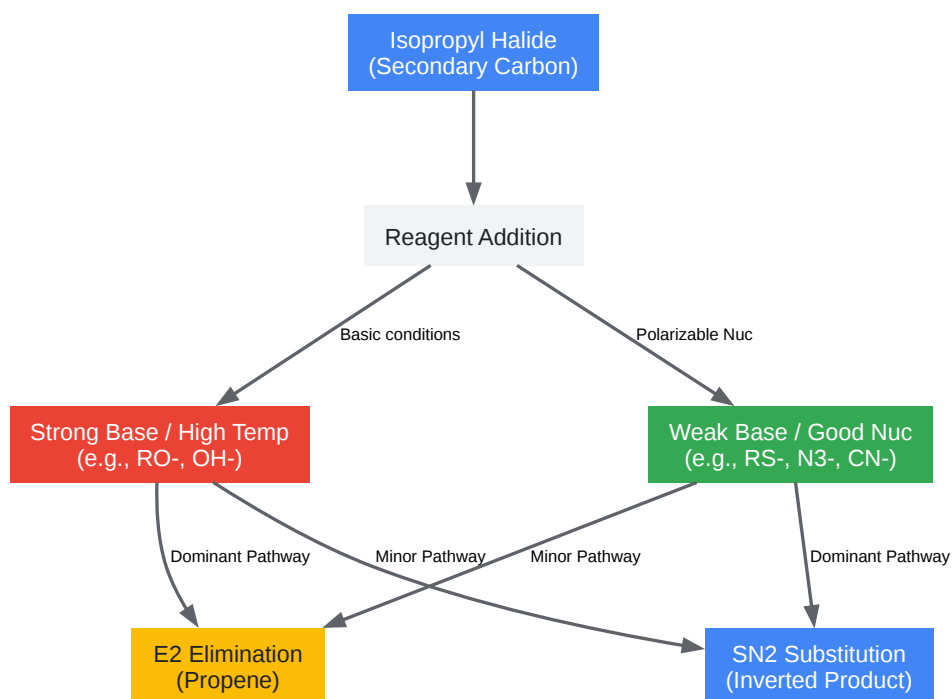 Isopropyl Halide
(Secondary Carbon)
Reagent Addition
Basic conditions
Polarizable Nuc
Strong Base / High Temp
(e.g., RO-, OH-)
Weak Base / Good Nuc
(e.g., RS-, N3-, CN-)
Dominant Pathway
Minor Pathway
Minor Pathway
Dominant Pathway
E2 Elimination
(Propene)
SN2 Substitution
(Inverted Product)